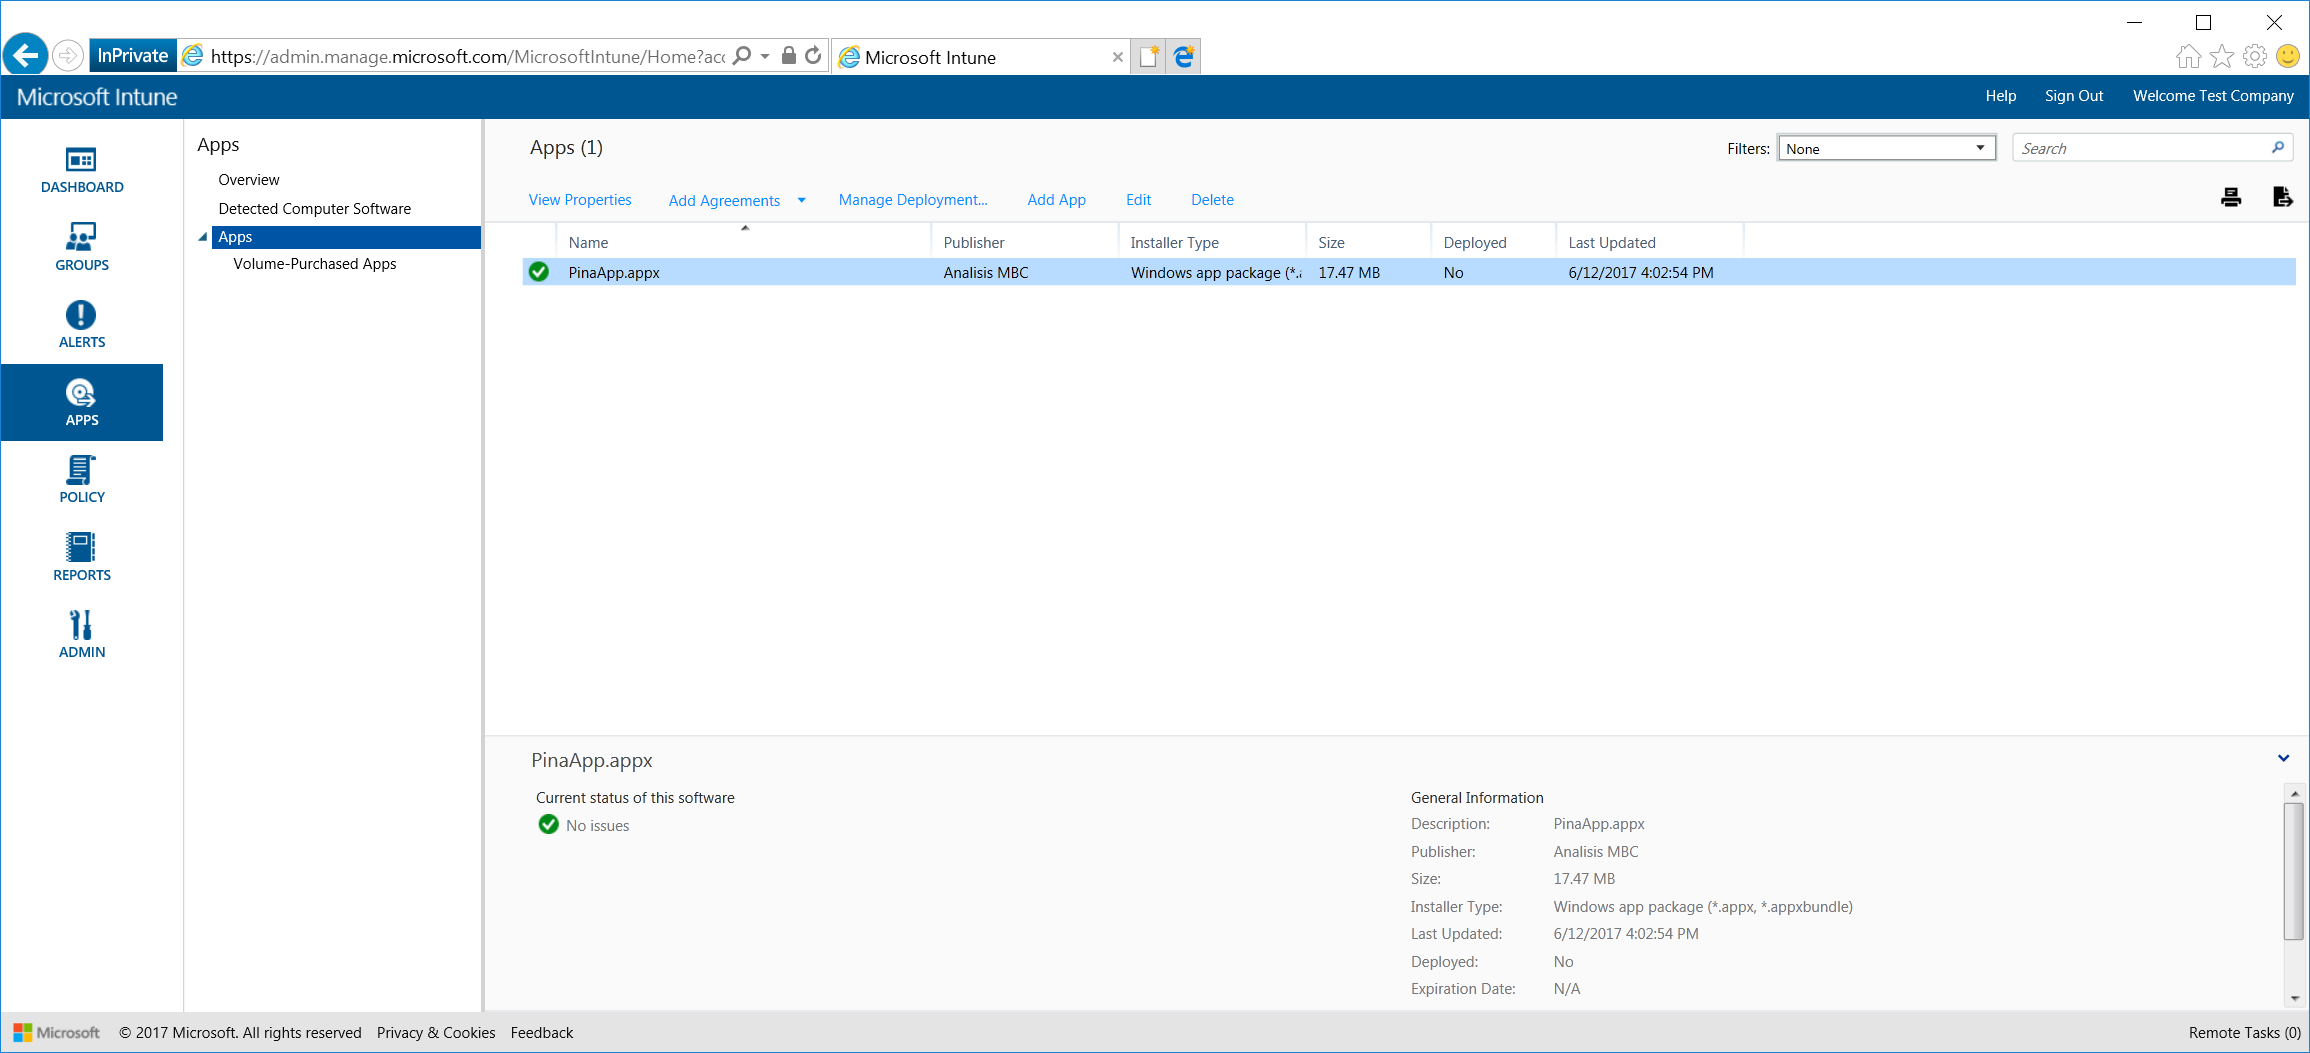 InPrivate https://admin.manage.microsoft.com/MicrosoftIntune/Home?acc Microsoft Intune
Microsoft Intune Help Sign Out Welcome Test Company
DASHBOARD
GROUPS
ALERTS
APPS
POLICY
REPORTS
ADMIN
Apps
Overview
Detected Computer Software
Apps
Volume-Purchased Apps
Apps (1) Filters: None Search
View Properties Add Agreements Manage Deployment... Add App Edit Delete
Name Publisher Installer Type Size Deployed Last Updated
PinaApp.appx Analisis MBC Windows app package (*.a 17.47 MB No 6/12/2017 4:02:54 PM
PinaApp.appx
Current status of this software
No issues
General Information
Description: PinaApp.appx
Publisher: Analisis MBC
Size: 17.47 MB
Installer Type: Windows app package (*.appx, *.appxbundle)
Last Updated: 6/12/2017 4:02:54 PM
Deployed: No
Expiration Date: N/A
Microsoft © 2017 Microsoft. All rights reserved Privacy & Cookies Feedback Remote Tasks (0)